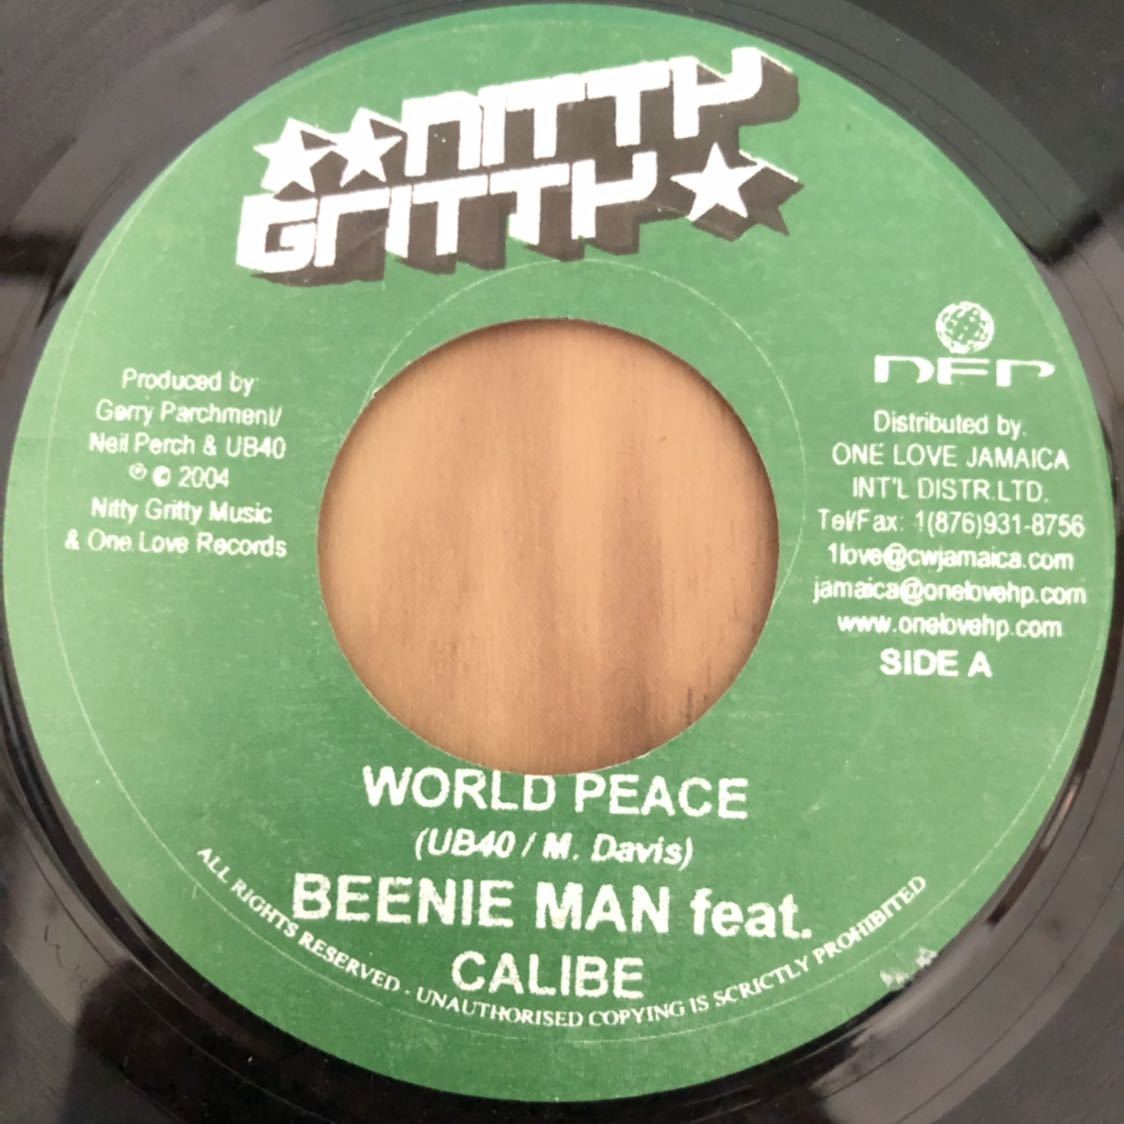 NITTY
GRITTY
Produced by:
Gerry Parchment/
Neil Perch & UB40
℗ © 2004
Nitty Gritty Music
& One Love Records
DFP
Distributed by:
ONE LOVE JAMAICA
INT'L DISTR.LTD.
Tel/Fax: 1(876)931-8756
1love@cwjamaica.com
jamaica@onelovehp.com
www.onelovehp.com
SIDE A
WORLD PEACE
(UB40 / M. Davis)
BEENIE MAN feat.
CALIBE
ALL RIGHTS RESERVED - UNAUTHORISED COPYING IS SCRICTLY PROHIBITED